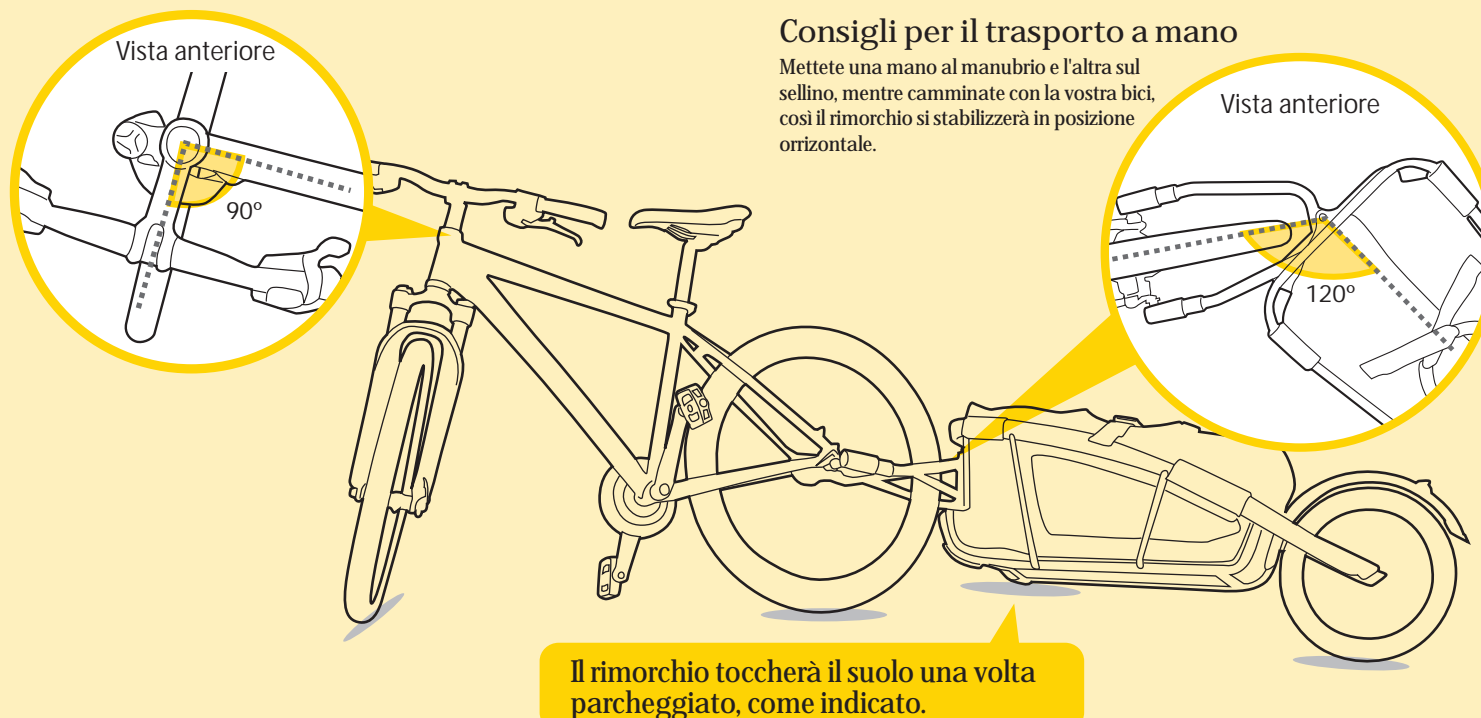 Vista anteriore
90º
Consigli per il trasporto a mano
Mettete una mano al manubrio e l'altra sul
sellino, mentre camminate con la vostra bici,
così il rimorchio si stabilizzerà in posizione
orrizontale.
Vista anteriore
120º
Il rimorchio toccherà il suolo una volta
parcheggiato, come indicato.